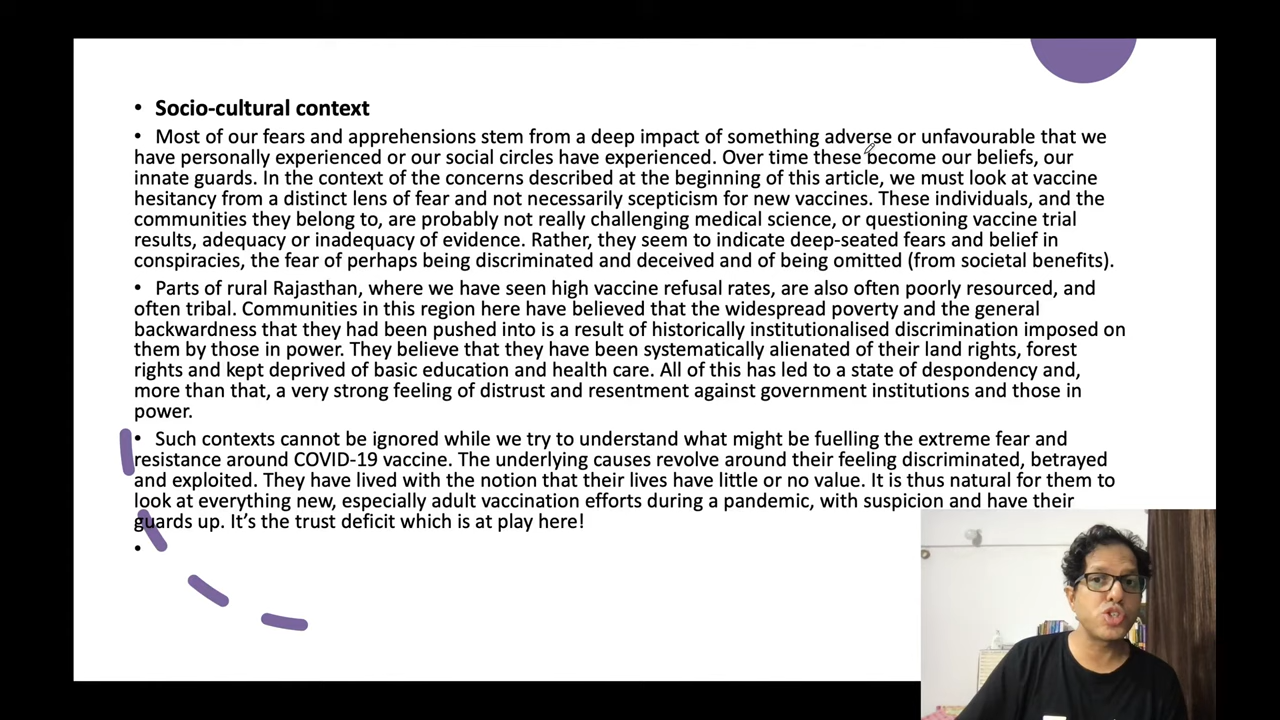 • Socio-cultural context
• Most of our fears and apprehensions stem from a deep impact of something adverse or unfavourable that we
have personally experienced or our social circles have experienced. Over time these become our beliefs, our
innate guards. In the context of the concerns described at the beginning of this article, we must look at vaccine
hesitancy from a distinct lens of fear and not necessarily scepticism for new vaccines. These individuals, and the
communities they belong to, are probably not really challenging medical science, or questioning vaccine trial
results, adequacy or inadequacy of evidence. Rather, they seem to indicate deep-seated fears and belief in
conspiracies, the fear of perhaps being discriminated and deceived and of being omitted (from societal benefits).
• Parts of rural Rajasthan, where we have seen high vaccine refusal rates, are also often poorly resourced, and
often tribal. Communities in this region here have believed that the widespread poverty and the general
backwardness that they had been pushed into is a result of historically institutionalised discrimination imposed on
them by those in power. They believe that they have been systematically alienated of their land rights, forest
rights and kept deprived of basic education and health care. All of this has led to a state of despondency and,
more than that, a very strong feeling of distrust and resentment against government institutions and those in
power.
• Such contexts cannot be ignored while we try to understand what might be fuelling the extreme fear and
resistance around COVID-19 vaccine. The underlying causes revolve around their feeling discriminated, betrayed
and exploited. They have lived with the notion that their lives have little or no value. It is thus natural for them to
look at everything new, especially adult vaccination efforts during a pandemic, with suspicion and have their
guards up. It’s the trust deficit which is at play here!
•